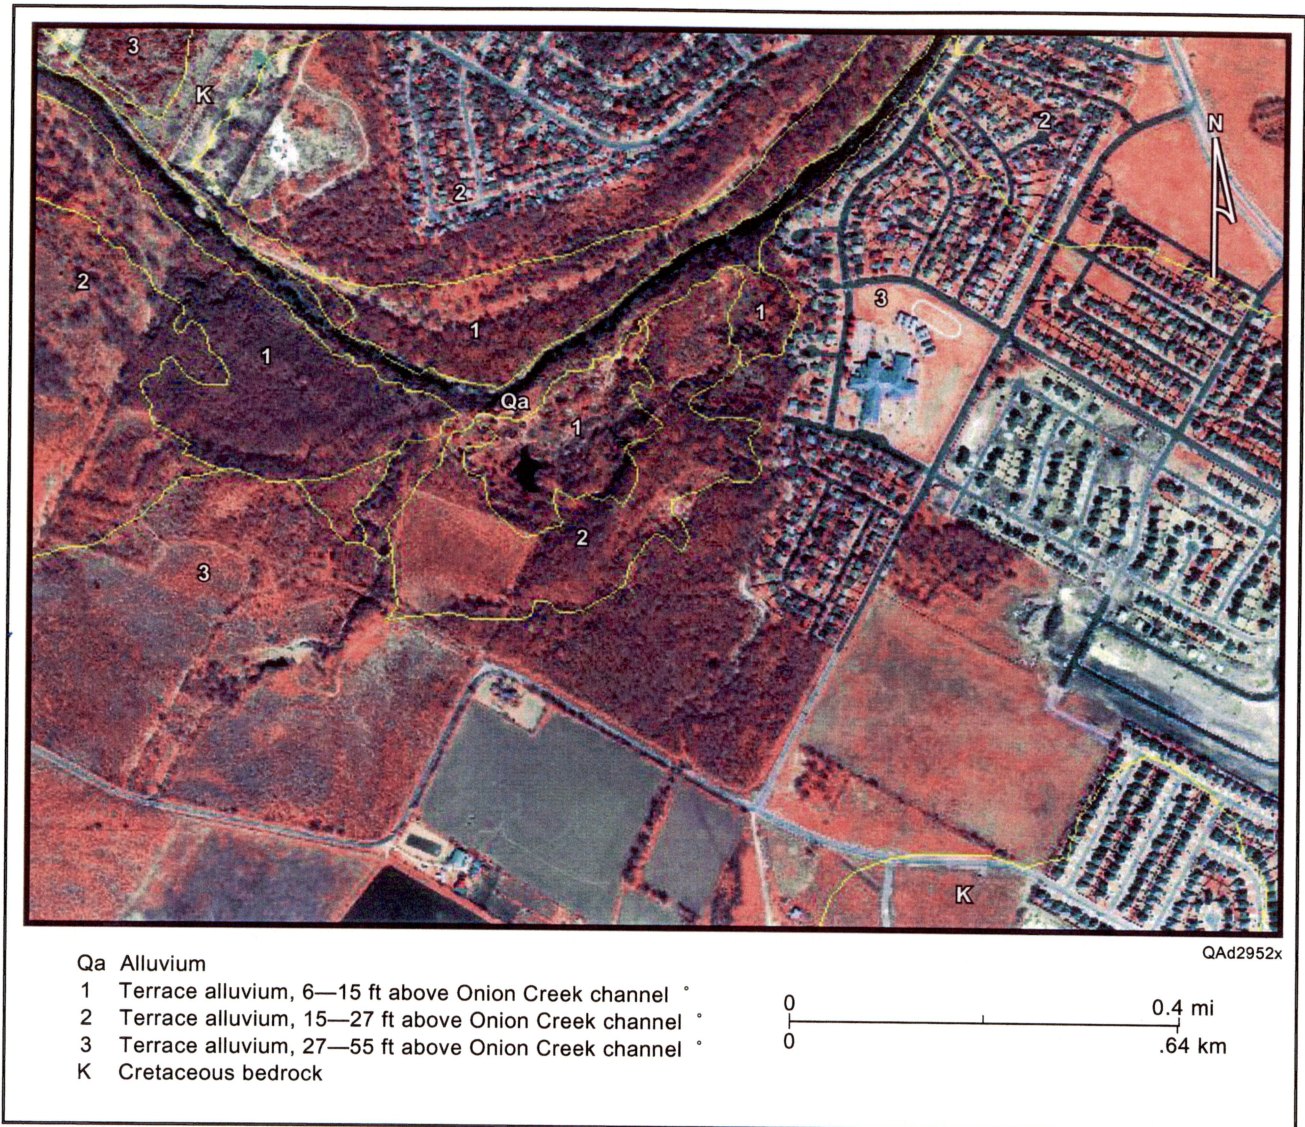 3
K
2
N
2
2
3
1
1
1
Qa
1
2
3
K
QAd2952x
Qa Alluvium
1 Terrace alluvium, 6—15 ft above Onion Creek channel °
2 Terrace alluvium, 15—27 ft above Onion Creek channel °
3 Terrace alluvium, 27—55 ft above Onion Creek channel °
K Cretaceous bedrock
0 0.4 mi
0 .64 km